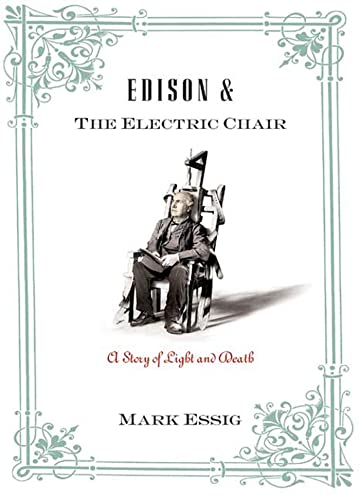 EDISON &
THE ELECTRIC CHAIR
A Story of Light and Death
MARK ESSIG